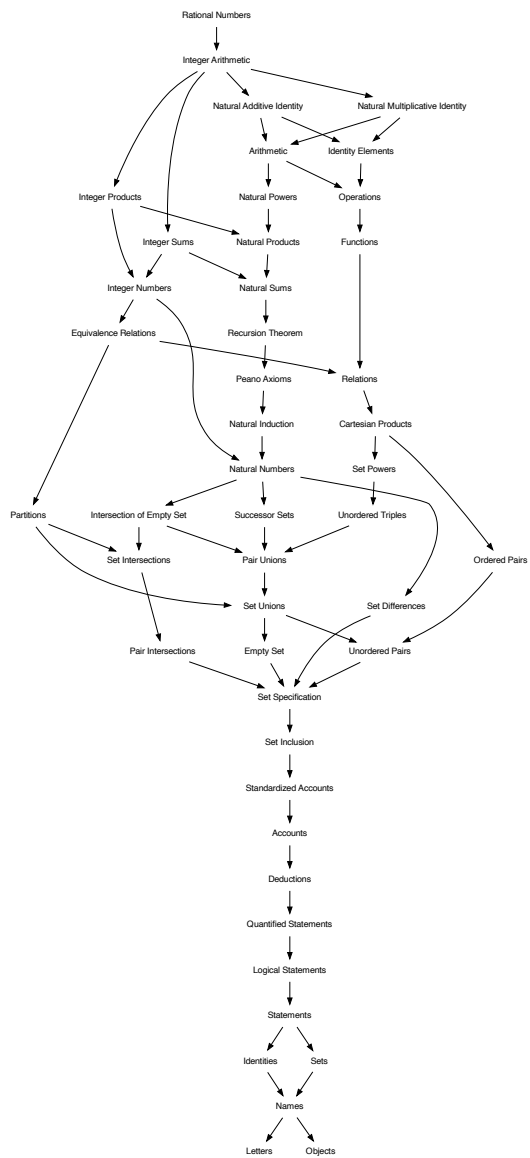 Rational Numbers
Integer Arithmetic
Natural Additive Identity
Natural Multiplicative Identity
Arithmetic
Identity Elements
Integer Products
Natural Powers
Operations
Integer Sums
Natural Products
Functions
Integer Numbers
Natural Sums
Equivalence Relations
Recursion Theorem
Peano Axioms
Relations
Natural Induction
Cartesian Products
Natural Numbers
Set Powers
Partitions
Intersection of Empty Set
Successor Sets
Unordered Triples
Set Intersections
Pair Unions
Ordered Pairs
Set Unions
Set Differences
Pair Intersections
Empty Set
Unordered Pairs
Set Specification
Set Inclusion
Standardized Accounts
Accounts
Deductions
Quantified Statements
Logical Statements
Statements
Identities
Sets
Names
Letters
Objects